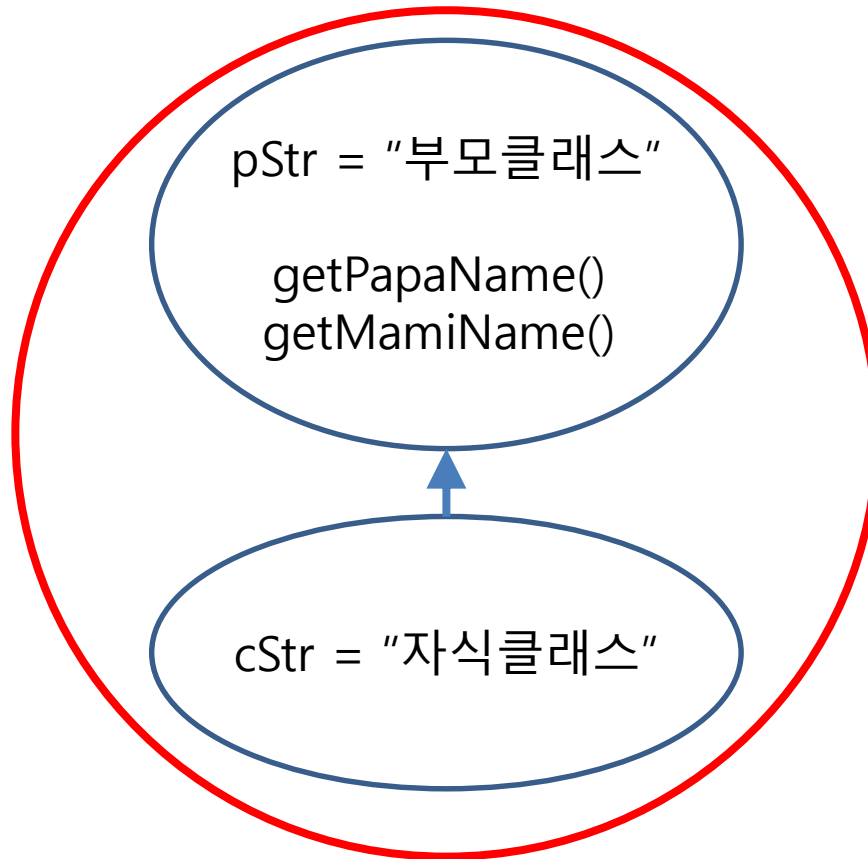 pStr = "부모클래스"
getPapaName()
getMamiName()
cStr = "자식클래스"